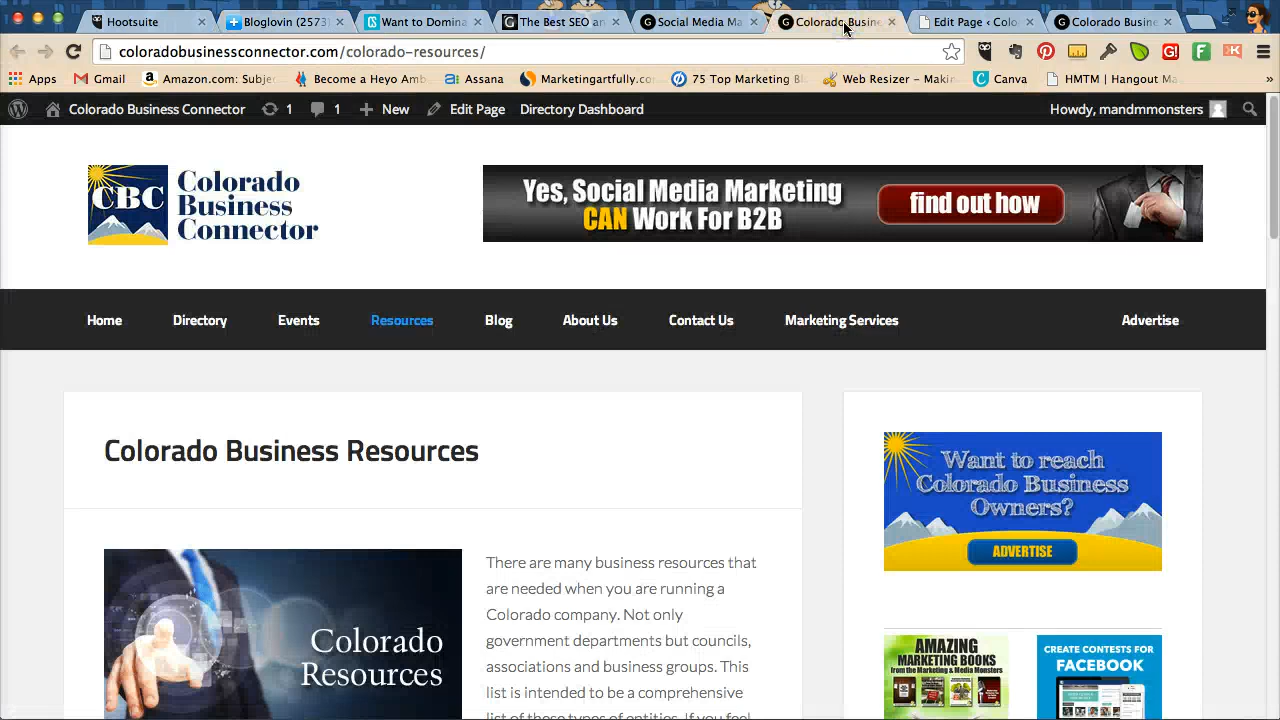 Hootsuite
Bloglovin (2573)
Want to Domina
The Best SEO an
Social Media Ma
Colorado Busine
Edit Page ‹ Colo
Colorado Busine
coloradobusinessconnector.com/colorado-resources/
Apps
Gmail
Amazon.com: Subje
Become a Heyo Amb
Assana
Marketingartfully.co
75 Top Marketing B
Web Resizer - Makin
Canva
HMTM | Hangout Ma
»
Colorado Business Connector
1
1
New
Edit Page
Directory Dashboard
Howdy, mandmmonsters
CBC
Colorado
Business
Connector
Yes, Social Media Marketing
CAN Work For B2B
find out how
Home
Directory
Events
Resources
Blog
About Us
Contact Us
Marketing Services
Advertise
Colorado Business Resources
Colorado
Resources
There are many business resources that
are needed when you are running a
Colorado company. Not only
government departments but councils,
associations and business groups. This
list is intended to be a comprehensive
list of these types of entities. If you feel
Want to reach
Colorado Business
Owners?
ADVERTISE
AMAZING
MARKETING BOOKS
from the Marketing & Media Monsters
CREATE CONTESTS FOR
FACEBOOK